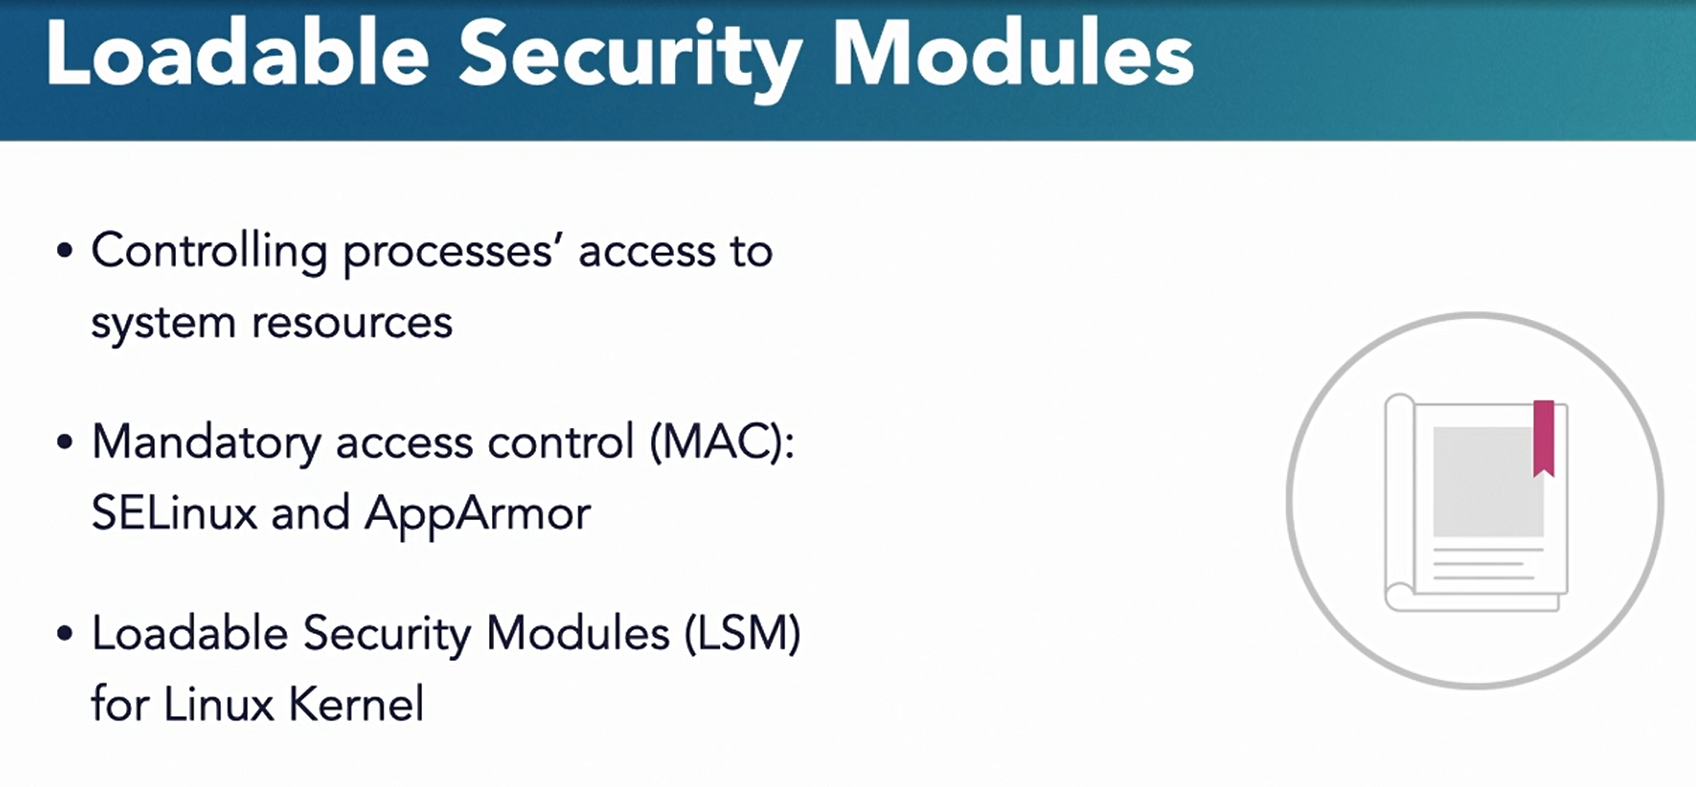 Loadable Security Modules
• Controlling processes’ access to
system resources
• Mandatory access control (MAC):
SELinux and AppArmor
• Loadable Security Modules (LSM)
for Linux Kernel